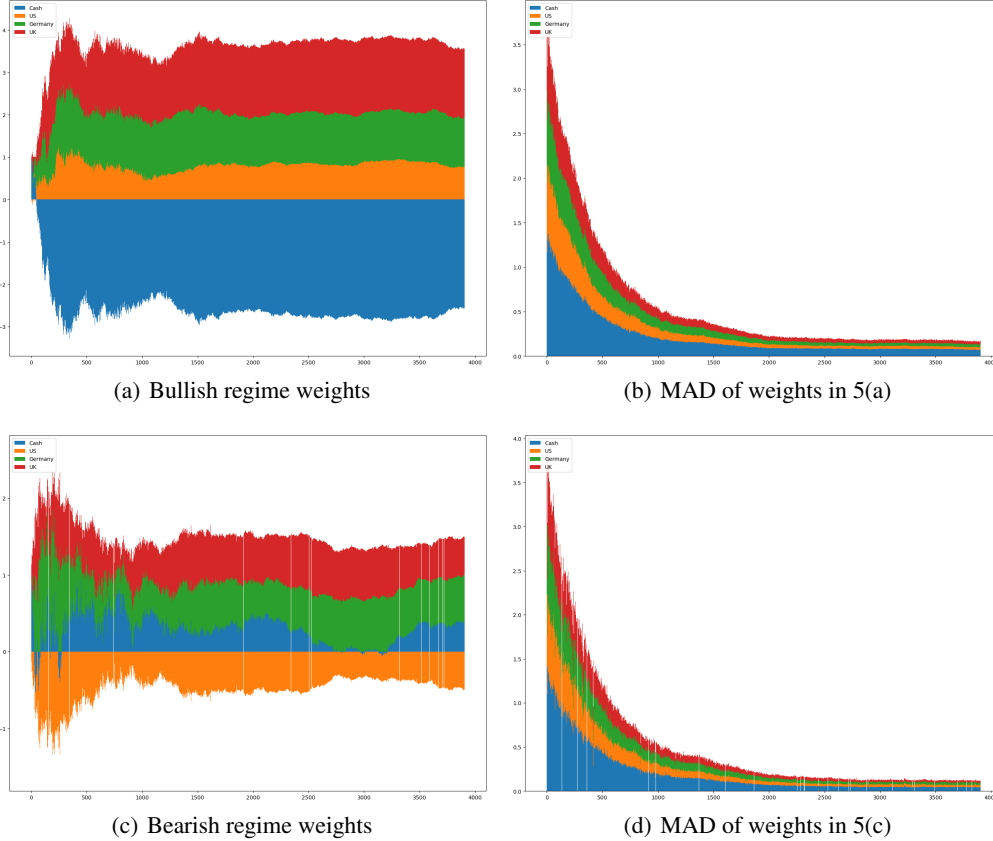 Cash
US
Germany
UK
4
3
2
1
0
−1
−2
−3
0 500 1000 1500 2000 2500 3000 3500 4000
(a) Bullish regime weights
Cash
US
Germany
UK
3.5
3.0
2.5
2.0
1.5
1.0
0.5
0.0
0 500 1000 1500 2000 2500 3000 3500 400
(b) MAD of weights in 5(a)
Cash
US
Germany
UK
2
1
0
−1
0 500 1000 1500 2000 2500 3000 3500 4000
(c) Bearish regime weights
Cash
US
Germany
UK
4.0
3.5
3.0
2.5
2.0
1.5
1.0
0.5
0.0
0 500 1000 1500 2000 2500 3000 3500 400
(d) MAD of weights in 5(c)